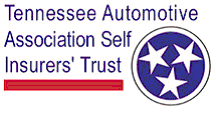 Tennessee Automotive
Association Self
Insurers' Trust